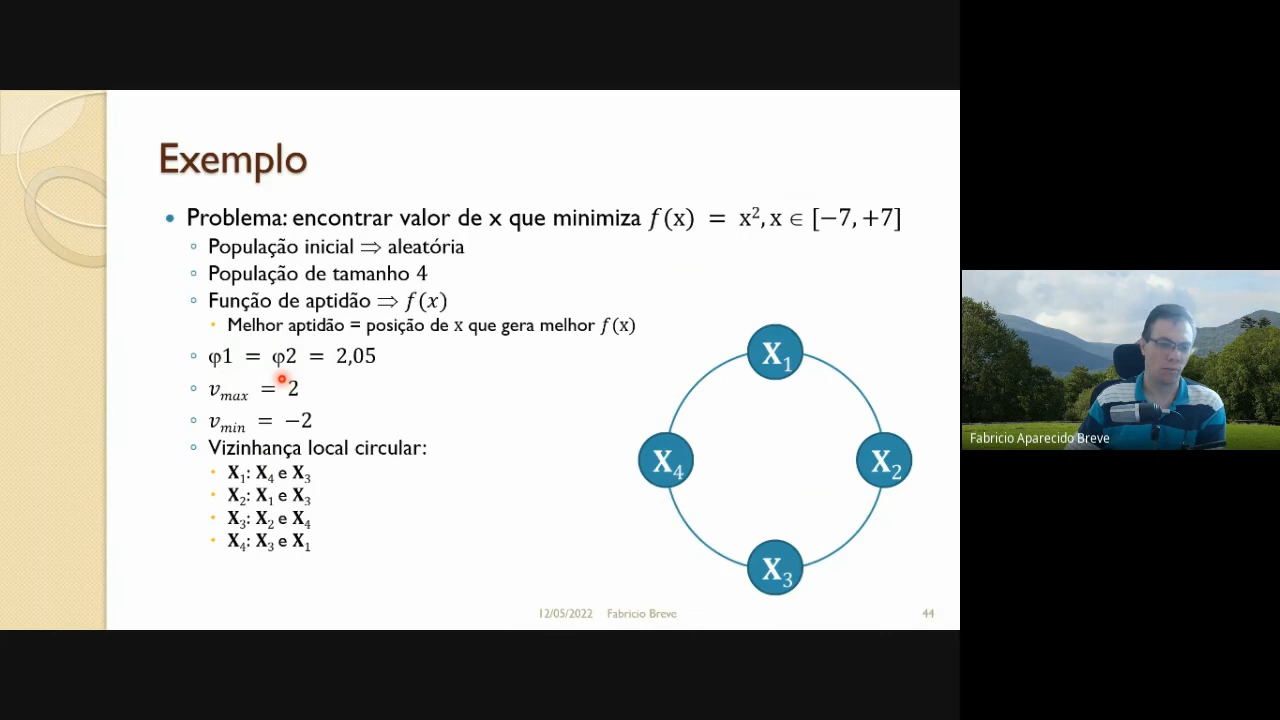 Exemplo
• Problema: encontrar valor de x que minimiza f(x) = x², x ∈ [−7, +7]
◦ População inicial ⇒ aleatória
◦ População de tamanho 4
◦ Função de aptidão ⇒ f(x)
• Melhor aptidão = posição de x que gera melhor f(x)
◦ φ1 = φ2 = 2,05
◦ v_max = 2
◦ v_min = −2
◦ Vizinhança local circular:
• X₁: X₄ e X₃
• X₂: X₁ e X₃
• X₃: X₂ e X₄
• X₄: X₃ e X₁
X₁
X₄
X₂
X₃
12/05/2022 Fabricio Breve
44
Fabricio Aparecido Breve